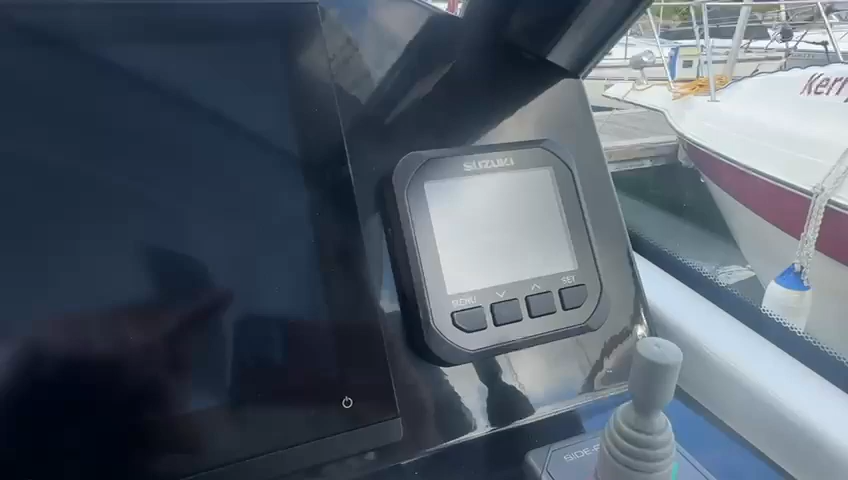 SUZUKI
MENU
SET
SIDE-
Kerry